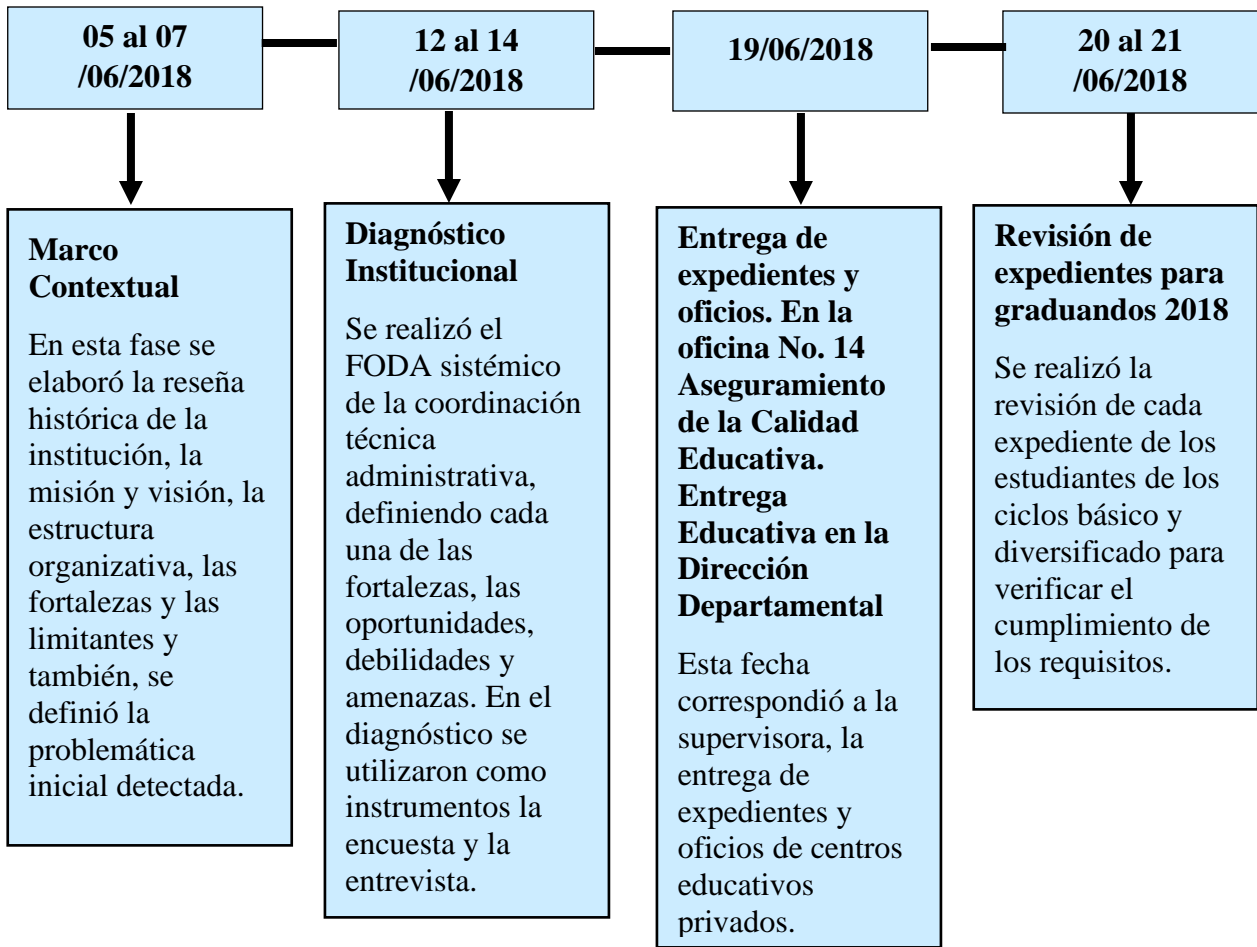 05 al 07
/06/2018
12 al 14
/06/2018
19/06/2018
20 al 21
/06/2018
Marco
Contextual
En esta fase se
elaboró la reseña
histórica de la
institución, la
misión y visión, la
estructura
organizativa, las
fortalezas y las
limitantes y
también, se
definió la
problemática
inicial detectada.
Diagnóstico
Institucional
Se realizó el
FODA sistémico
de la coordinación
técnica
administrativa,
definiendo cada
una de las
fortalezas, las
oportunidades,
debilidades y
amenazas. En el
diagnóstico se
utilizaron como
instrumentos la
encuesta y la
entrevista.
Entrega de
expedientes y
oficios. En la
oficina No. 14
Aseguramiento
de la Calidad
Educativa.
Entrega
Educativa en la
Dirección
Departamental
Esta fecha
correspondió a la
supervisora, la
entrega de
expedientes y
oficios de centros
educativos
privados.
Revisión de
expedientes para
graduandos 2018
Se realizó la
revisión de cada
expediente de los
estudiantes de los
ciclos básico y
diversificado para
verificar el
cumplimiento de
los requisitos.